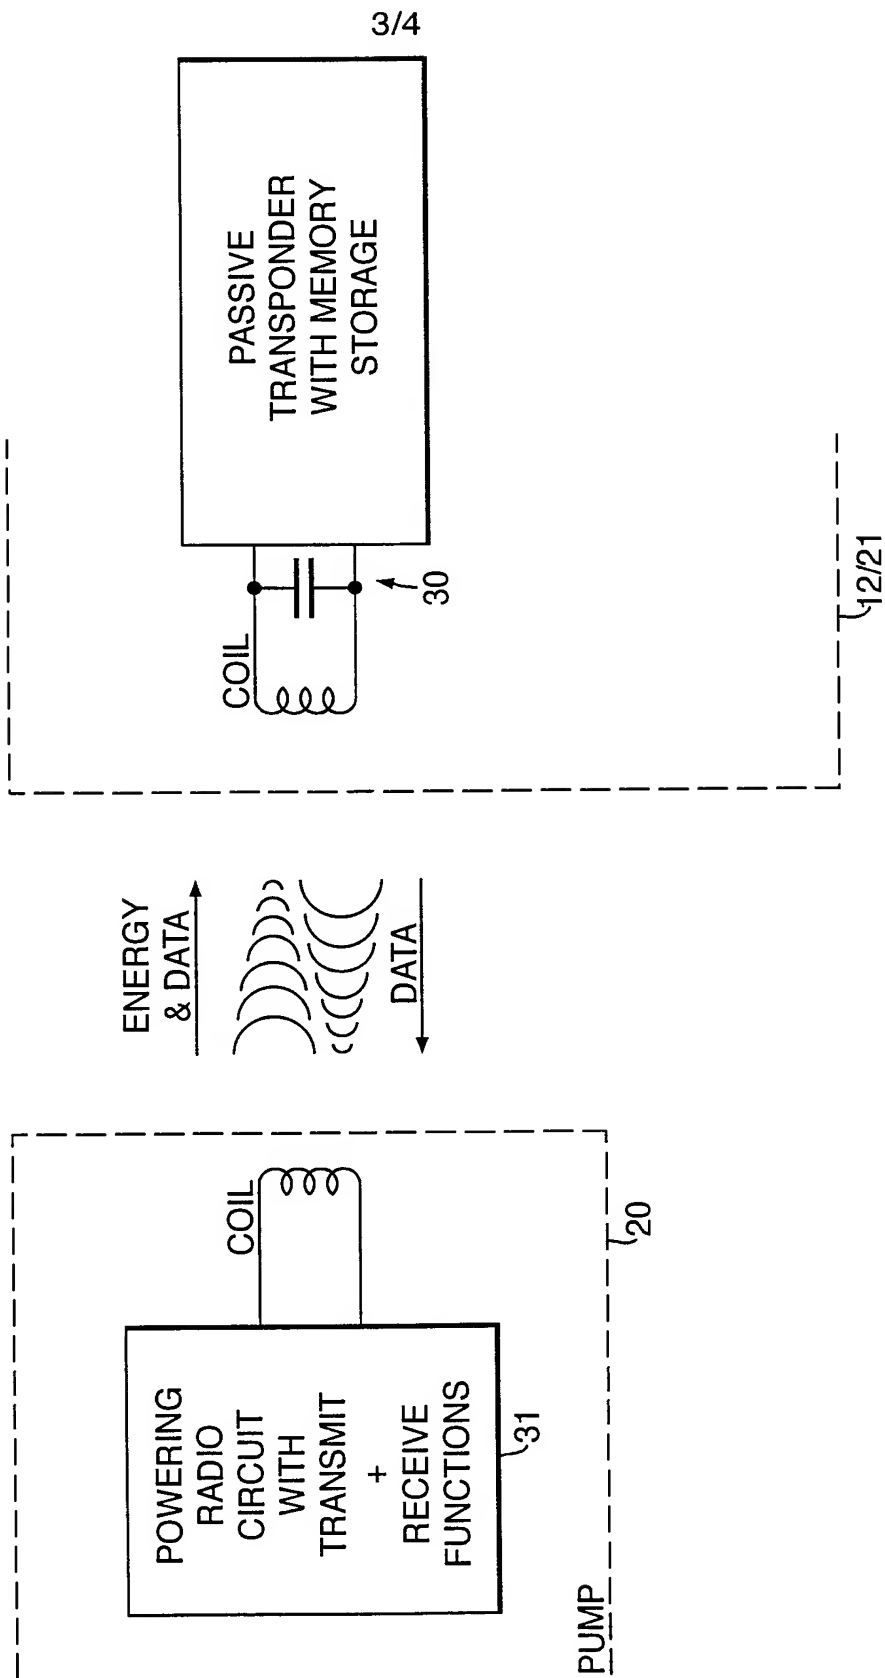 3/4
PASSIVE
TRANSPONDER
WITH MEMORY
STORAGE
COIL
30
12/21
ENERGY
& DATA
DATA
COIL
20
POWERING
RADIO
CIRCUIT
WITH
TRANSMIT
+
RECEIVE
FUNCTIONS
31
PUMP